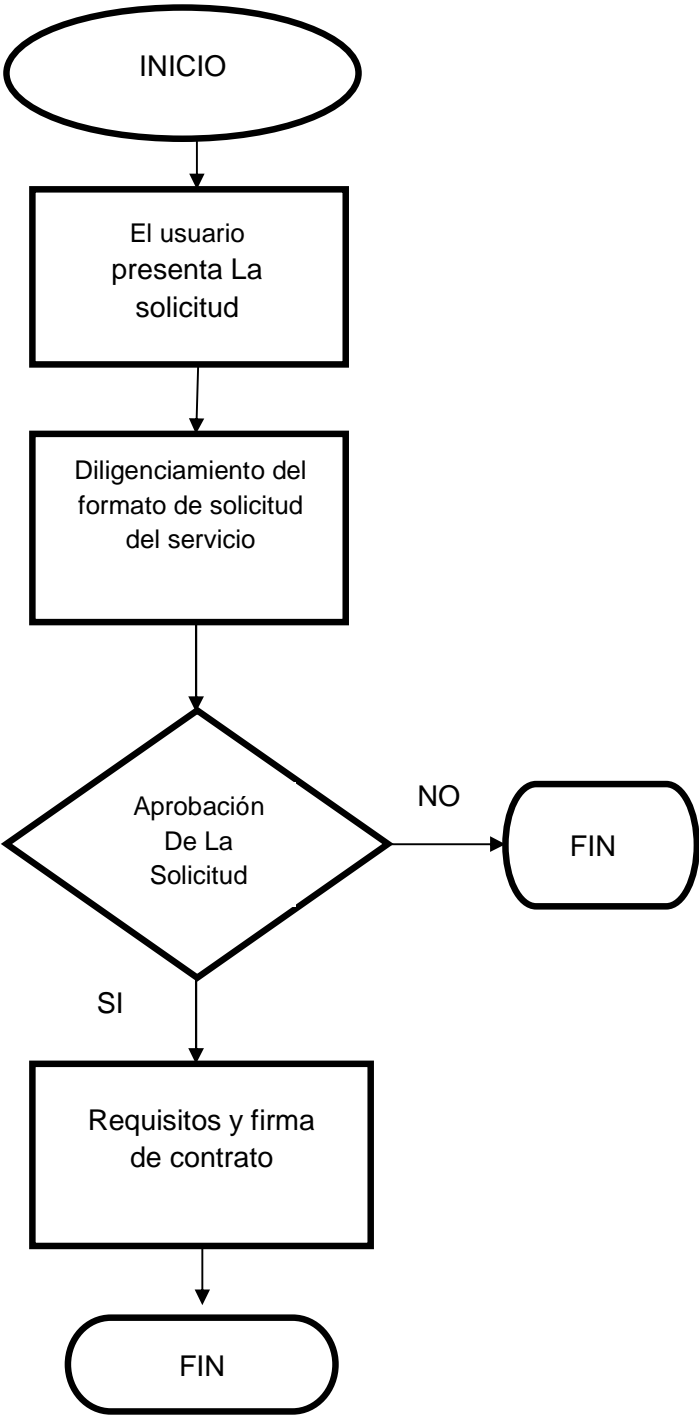 INICIO
El usuario
presenta La
solicitud
Diligenciamiento del
formato de solicitud
del servicio
Aprobación
De La
Solicitud
NO
FIN
SI
Requisitos y firma
de contrato
FIN